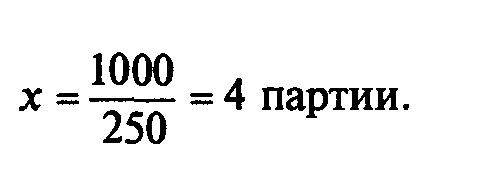 x = 1000/250 = 4 партии.